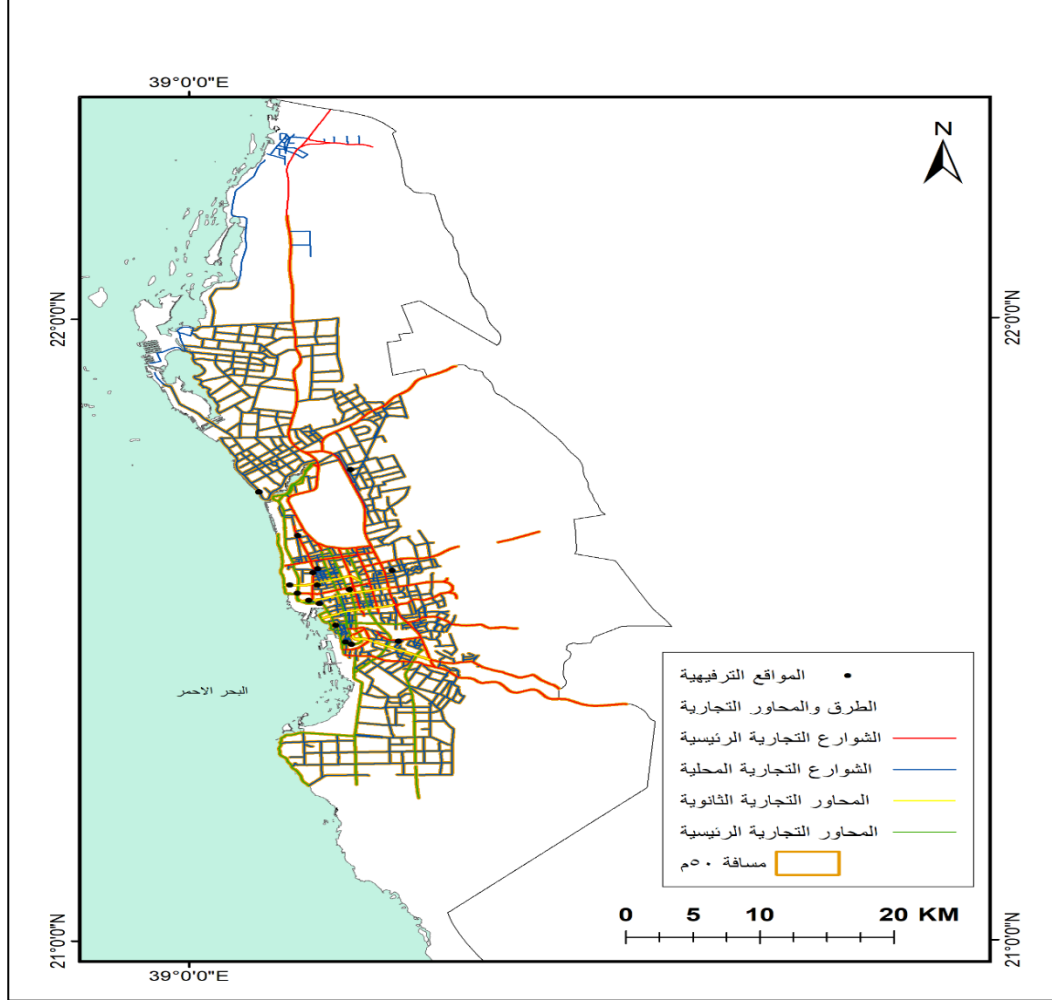 39°0'0"E
N
22°0'0"N
22°0'0"N
البحر الاحمر
المواقع الترفيهية
الطرق والمحاور التجارية
الشوارع التجارية الرئيسية
الشوارع التجارية المحلية
المحاور التجارية الثانوية
المحاور التجارية الرئيسية
مسافة ٥٠م
0 5 10 20 KM
21°0'0"N
21°0'0"N
39°0'0"E